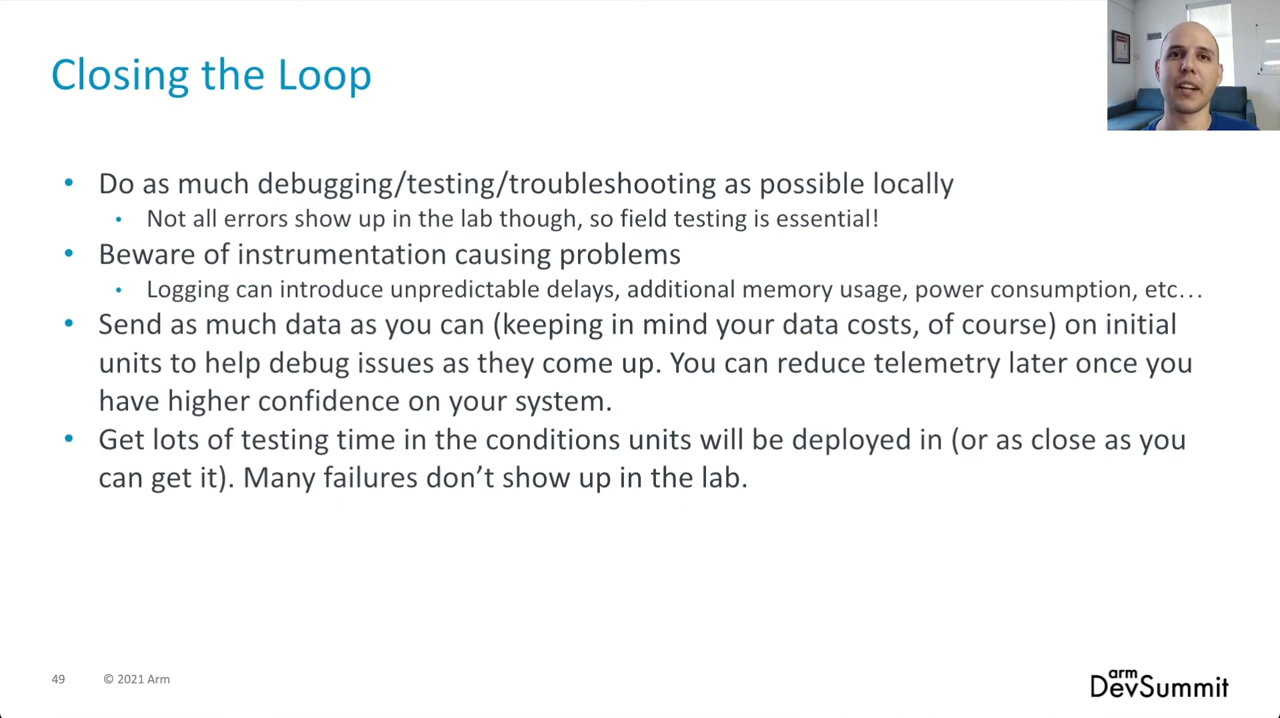 Closing the Loop
• Do as much debugging/testing/troubleshooting as possible locally
• Not all errors show up in the lab though, so field testing is essential!
• Beware of instrumentation causing problems
• Logging can introduce unpredictable delays, additional memory usage, power consumption, etc…
• Send as much data as you can (keeping in mind your data costs, of course) on initial
units to help debug issues as they come up. You can reduce telemetry later once you
have higher confidence on your system.
• Get lots of testing time in the conditions units will be deployed in (or as close as you
can get it). Many failures don’t show up in the lab.
49 © 2021 Arm
arm
DevSummit